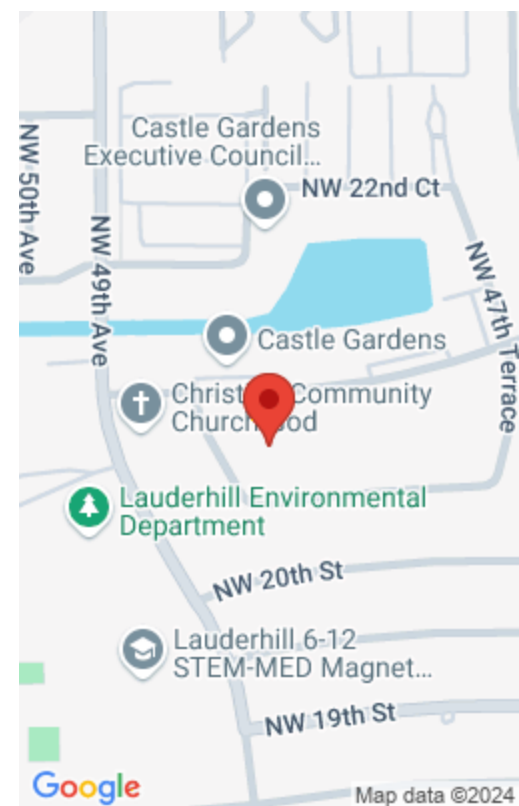 Castle Gardens
Executive Council...
NW 22nd Ct
NW 50th Ave
NW 49th Ave
NW 47th Terrace
Castle Gardens
Christian Community
Church
Lauderhill Environmental
Department
NW 20th St
Lauderhill 6-12
STEM-MED Magnet...
NW 19th St
Google
Map data ©2024